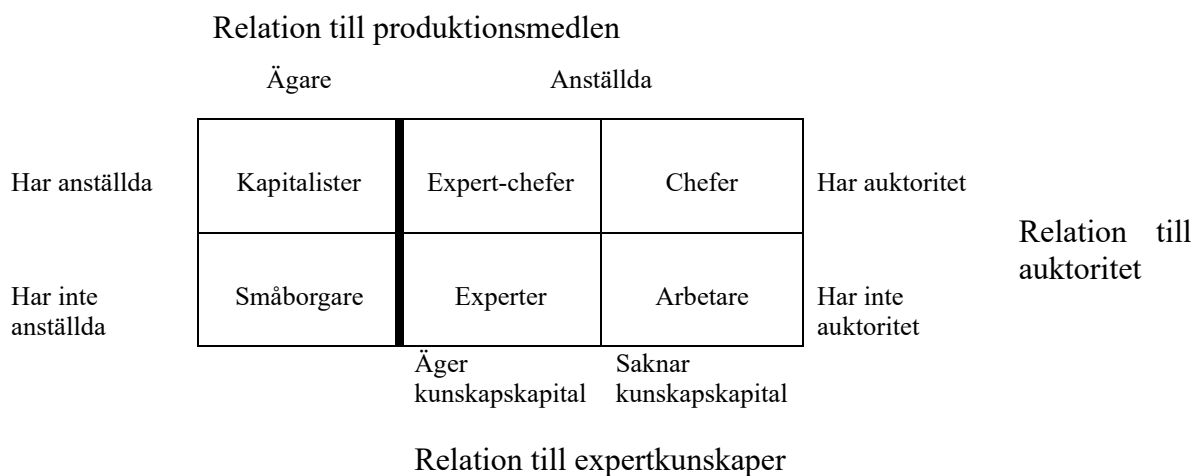 Relation till produktionsmedlen
Ägare Anställda
Har anställda Kapitalister Expert-chefer Chefer Har auktoritet
Relation till
auktoritet
Har inte
anställda
Småborgare Experter Arbetare
Har inte
auktoritet
Äger
kunskapskapital
Saknar
kunskapskapital
Relation till expertkunskaper